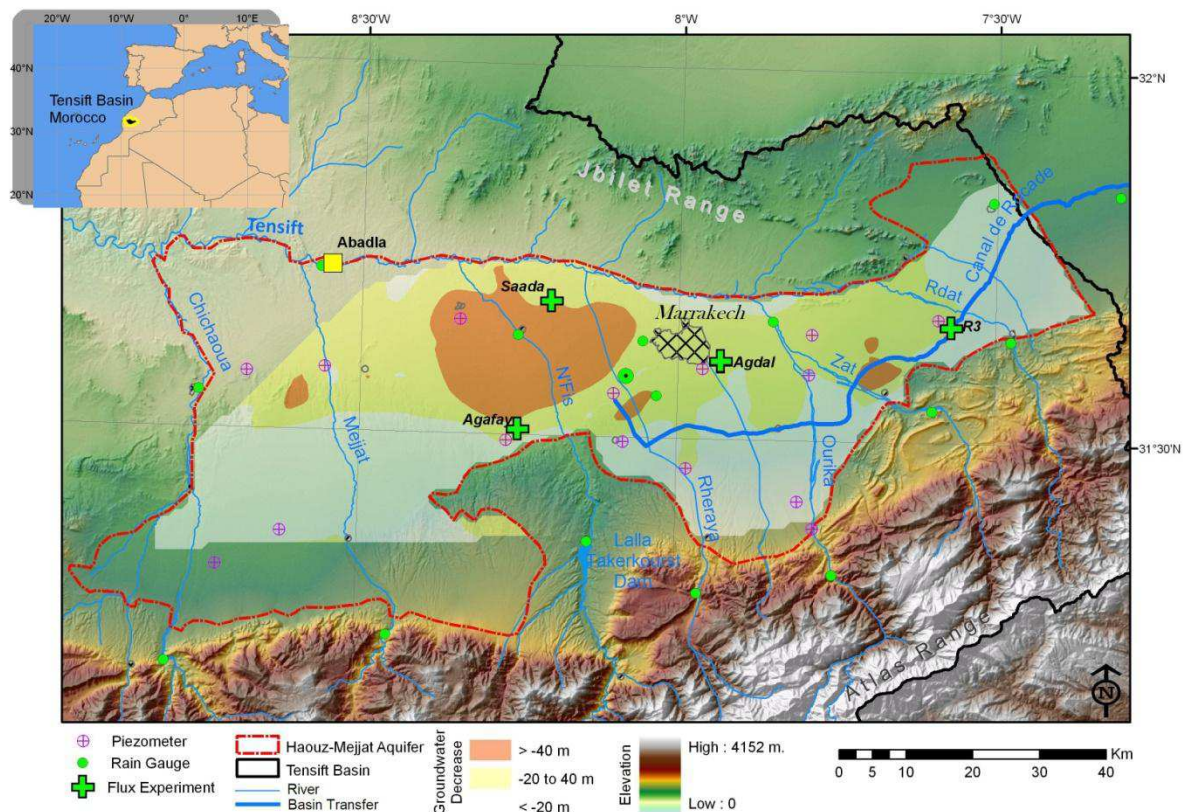 20°W
10°W
0°E
10°E
8°30'W
8°W
7°30'W
40°N
30°N
20°N
Tensift Basin
Morocco
32°N
31°30'N
Jbilet Range
Canal de Rocade
Tensift
Abadla
Saada
Marrakech
Rdat
R3
Chichaoua
Agdal
Zat
N'Fis
Mejjat
Agafay
Ourika
Rheraya
Lalla
Takerkoust
Dam
Atlas Range
N
Piezometer
Rain Gauge
Flux Experiment
Haouz-Mejjat Aquifer
Tensift Basin
River
Basin Transfer
Groundwater
Decrease
> -40 m
-20 to 40 m
< -20 m
Elevation
High : 4152 m.
Low : 0
Km
0 5 10 20 30 40